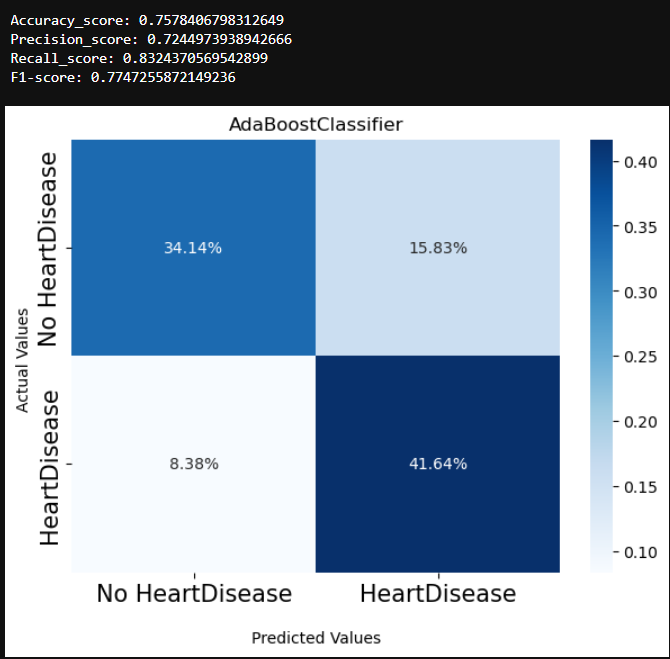 Accuracy_score: 0.7578406798312649
Precision_score: 0.7244973938942666
Recall_score: 0.8324370569542899
F1-score: 0.7747255872149236
AdaBoostClassifier
Actual Values
No HeartDisease
HeartDisease
34.14%
15.83%
8.38%
41.64%
No HeartDisease
HeartDisease
Predicted Values
0.40
0.35
0.30
0.25
0.20
0.15
0.10